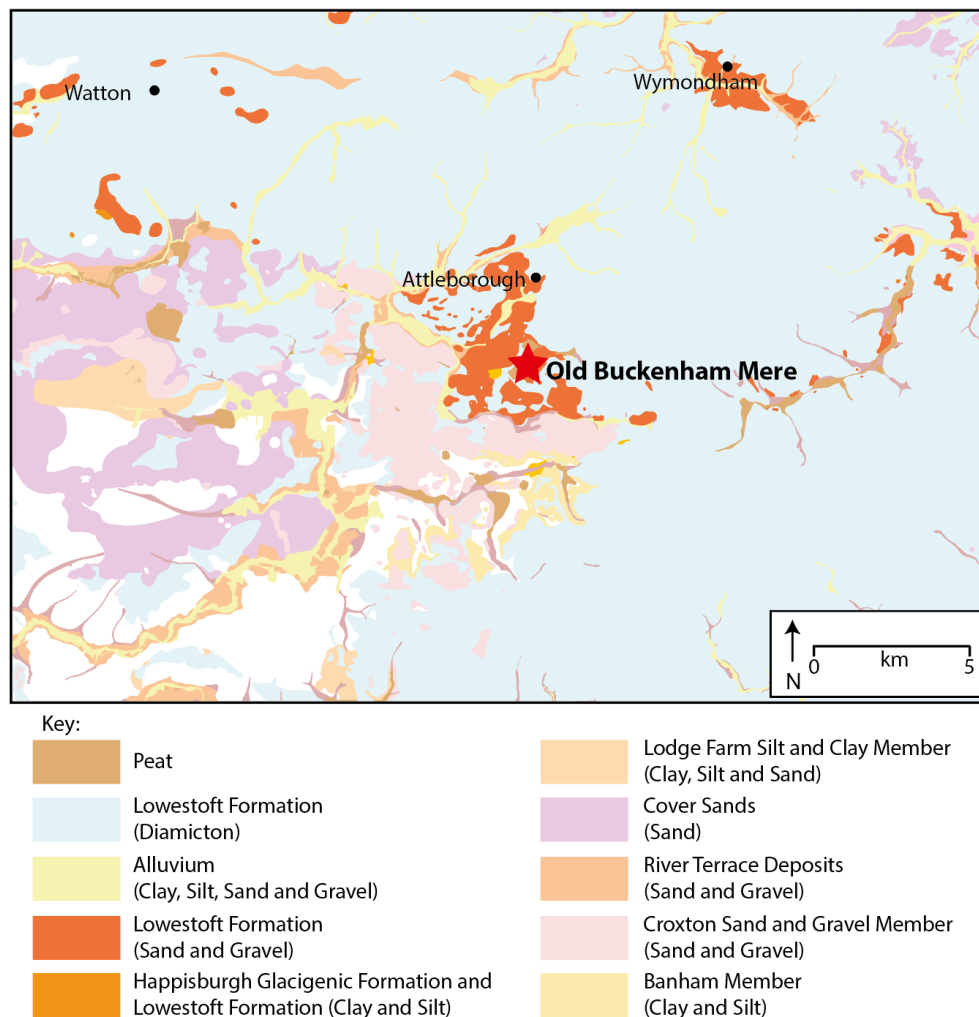 Watton
Wymondham
Attleborough
Old Buckenham Mere
N
0
km
5
Key:
Peat
Lowestoft Formation
(Diamicton)
Alluvium
(Clay, Silt, Sand and Gravel)
Lowestoft Formation
(Sand and Gravel)
Happisburgh Glacigenic Formation and
Lowestoft Formation (Clay and Silt)
Lodge Farm Silt and Clay Member
(Clay, Silt and Sand)
Cover Sands
(Sand)
River Terrace Deposits
(Sand and Gravel)
Croxton Sand and Gravel Member
(Sand and Gravel)
Banham Member
(Clay and Silt)